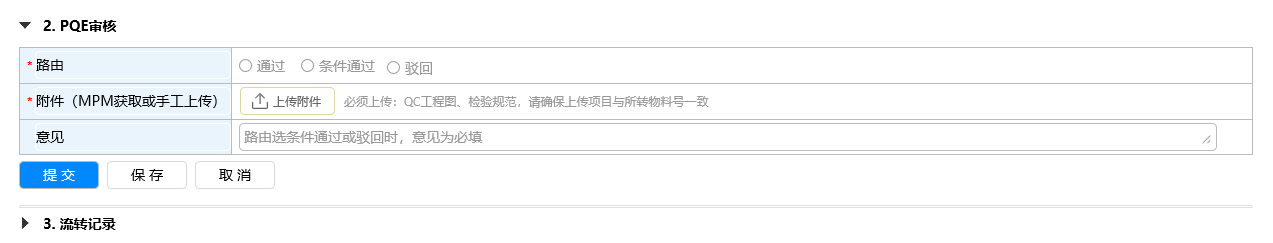 2. PQE审核
* 路由 通过 条件通过 驳回
* 附件（MPM获取或手工上传） 上传附件 必须上传：QC工程图、检验规范，请确保上传项目与所转物料号一致
意见 路由选条件通过或驳回时，意见为必填
提 交 保 存 取 消
3. 流转记录